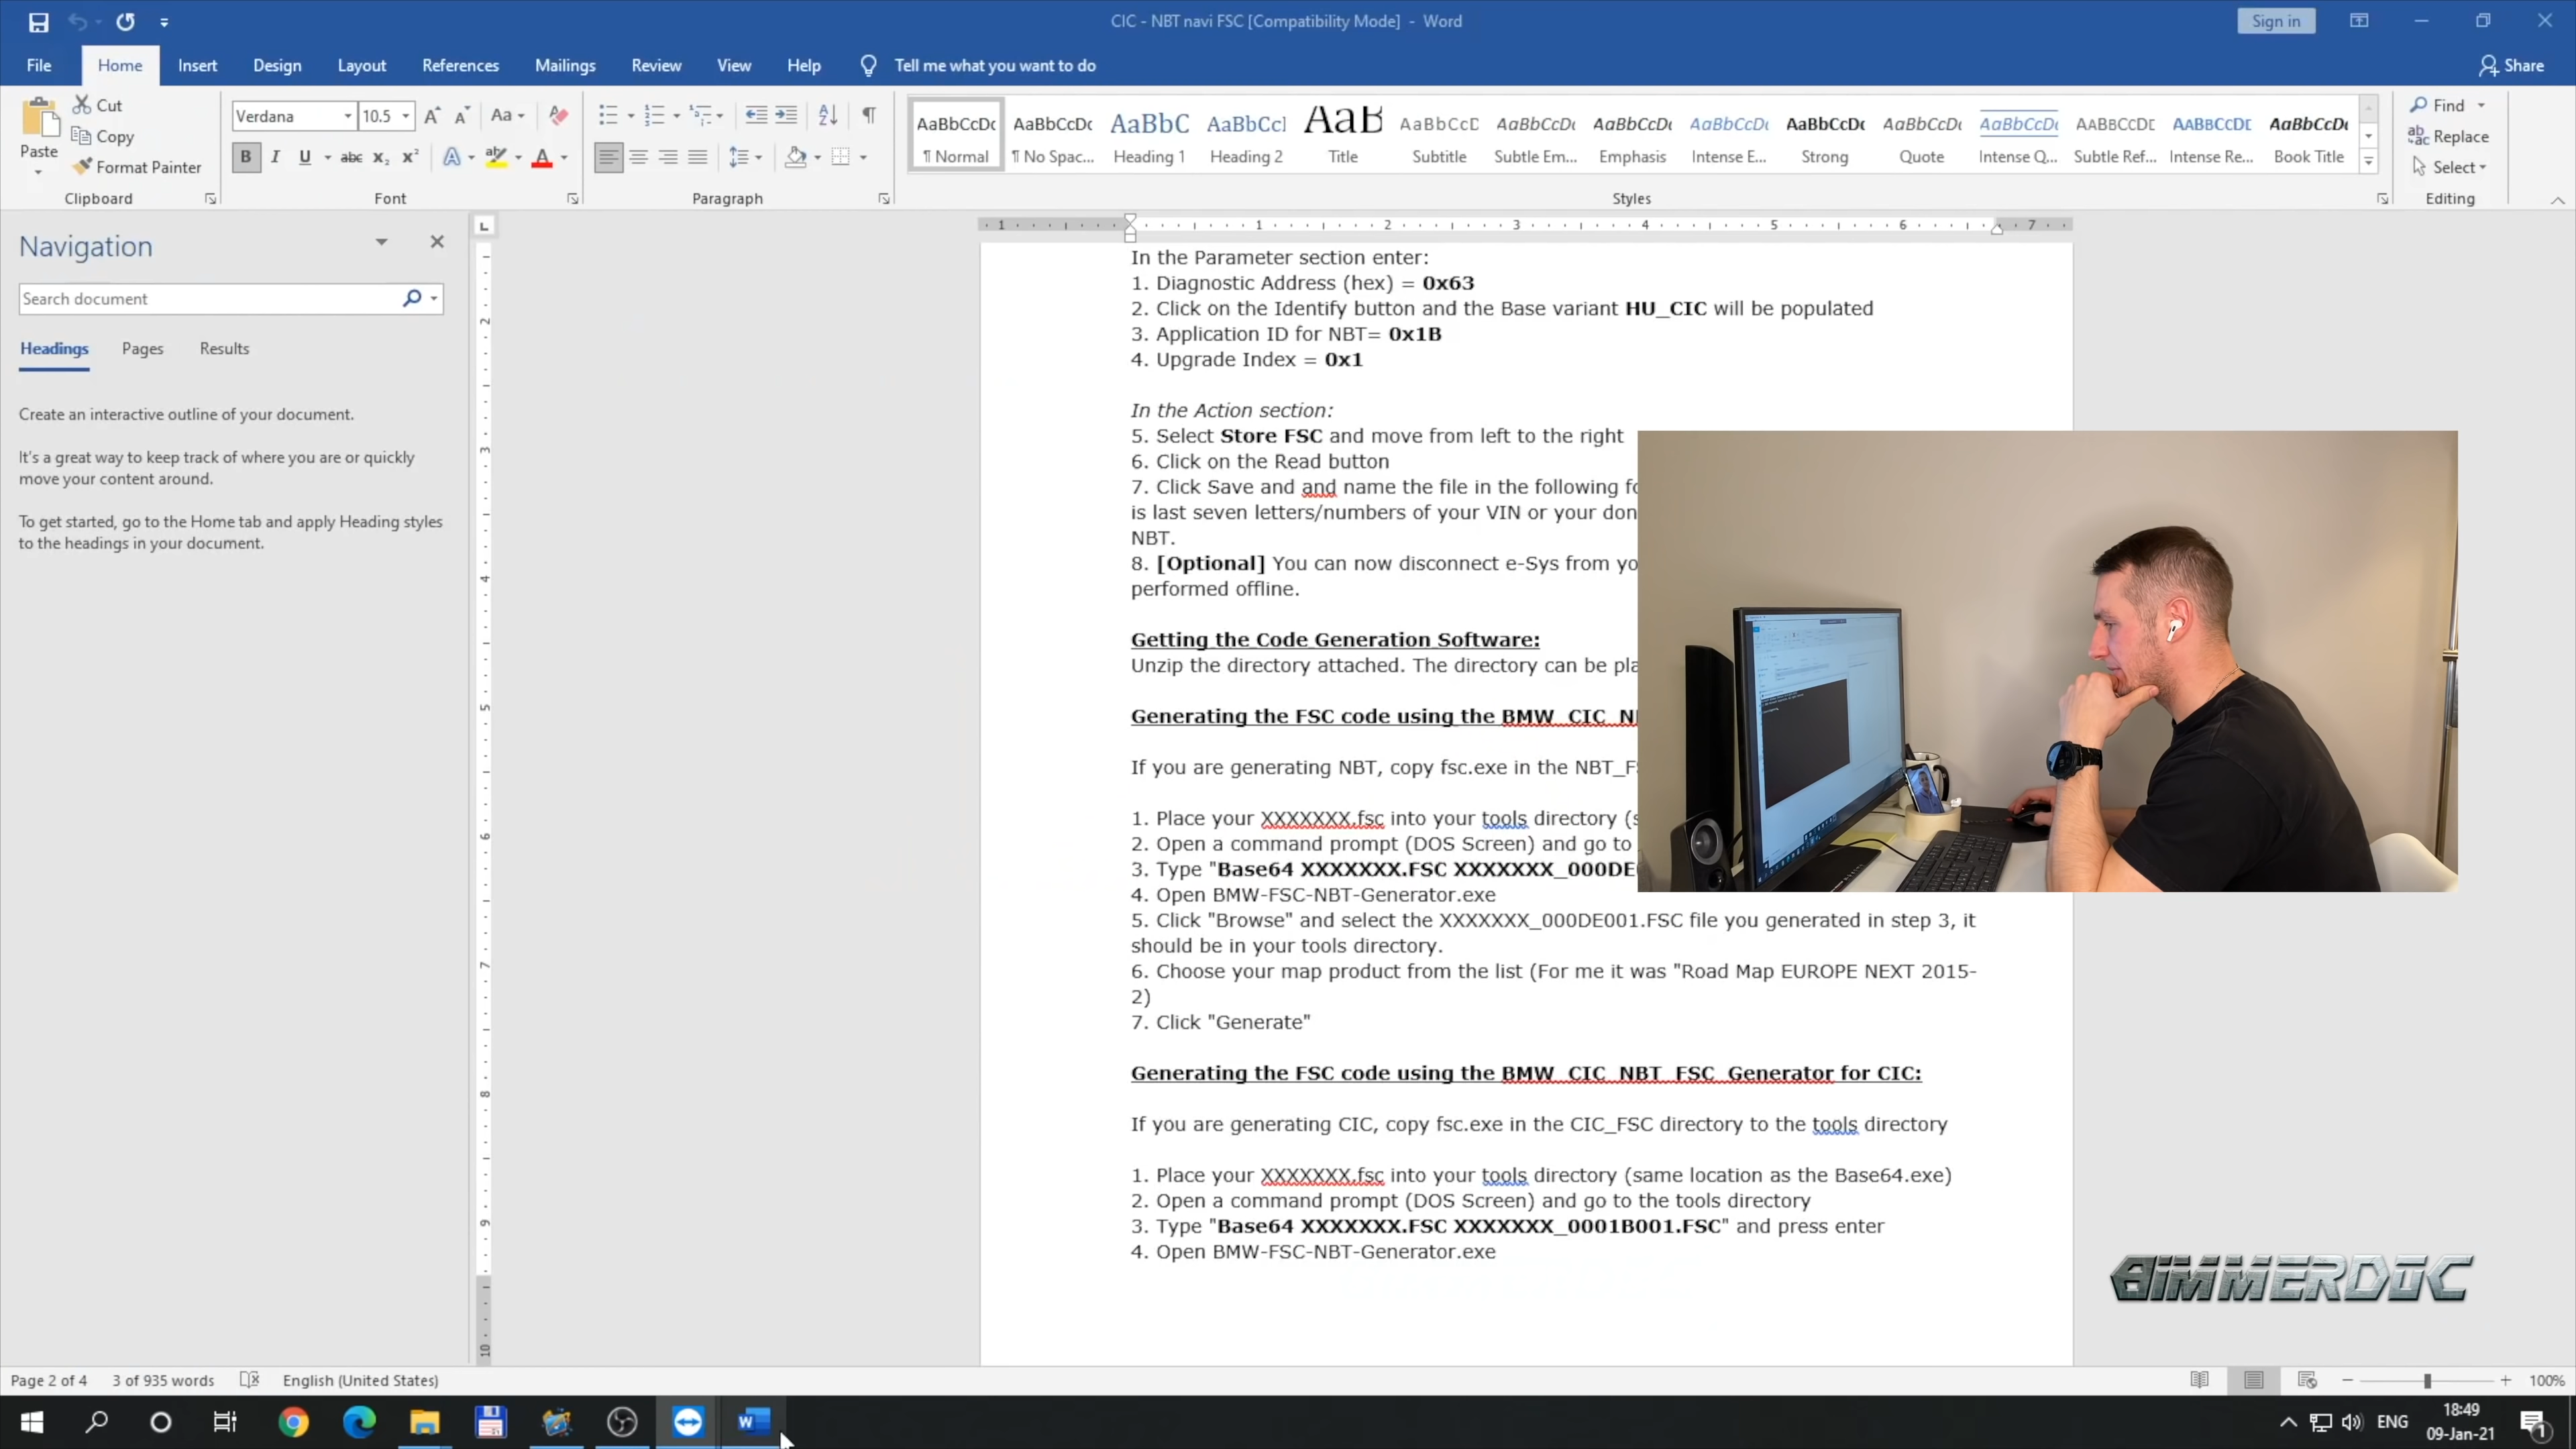 CIC - NBT navi FSC [Compatibility Mode] - Word
Sign in
File Home Insert Design Layout References Mailings Review View Help Tell me what you want to do
Share
Paste
Cut
Copy
Format Painter
Clipboard
Verdana 10.5
Font
Paragraph
AaBbCcDc AaBbCcDc AaBbC AaBbCcI AaB AaBbCcD AaBbCcDc AaBbCcDc AaBbCcDc AaBbCcDc AaBbCcDc AaBbCcDc AaBbCcDc AaBbCcDc AaBbCcDc
¶ Normal ¶ No Spac... Heading 1 Heading 2 Title Subtitle Subtle Em... Emphasis Intense E... Strong Quote Intense Q... Subtle Ref... Intense Re... Book Title
Styles
Find
Replace
Select
Editing
Navigation
Search document
Headings Pages Results
Create an interactive outline of your document.
It's a great way to keep track of where you are or quickly
move your content around.
To get started, go to the Home tab and apply Heading styles
to the headings in your document.
1 1 2 3 4 5 6 7
In the Parameter section enter:
1. Diagnostic Address (hex) = 0x63
2. Click on the Identify button and the Base variant HU_CIC will be populated
3. Application ID for NBT= 0x1B
4. Upgrade Index = 0x1
In the Action section:
5. Select Store FSC and move from left to the right
6. Click on the Read button
7. Click Save and and name the file in the following fo
is last seven letters/numbers of your VIN or your don
NBT.
8. [Optional] You can now disconnect e-Sys from yo
performed offline.
Getting the Code Generation Software:
Unzip the directory attached. The directory can be pla
Generating the FSC code using the BMW_CIC_N
If you are generating NBT, copy fsc.exe in the NBT_F
1. Place your XXXXXXX.fsc into your tools directory (s
2. Open a command prompt (DOS Screen) and go to
3. Type "Base64 XXXXXXX.FSC XXXXXXX_000DE
4. Open BMW-FSC-NBT-Generator.exe
5. Click "Browse" and select the XXXXXXX_000DE001.FSC file you generated in step 3, it
should be in your tools directory.
6. Choose your map product from the list (For me it was "Road Map EUROPE NEXT 2015-
2)
7. Click "Generate"
Generating the FSC code using the BMW_CIC_NBT_FSC_Generator for CIC:
If you are generating CIC, copy fsc.exe in the CIC_FSC directory to the tools directory
1. Place your XXXXXXX.fsc into your tools directory (same location as the Base64.exe)
2. Open a command prompt (DOS Screen) and go to the tools directory
3. Type "Base64 XXXXXXX.FSC XXXXXXX_0001B001.FSC" and press enter
4. Open BMW-FSC-NBT-Generator.exe
BIMMERDOC
Page 2 of 4 3 of 935 words English (United States)
100%
ENG
18:49
09-Jan-21
1